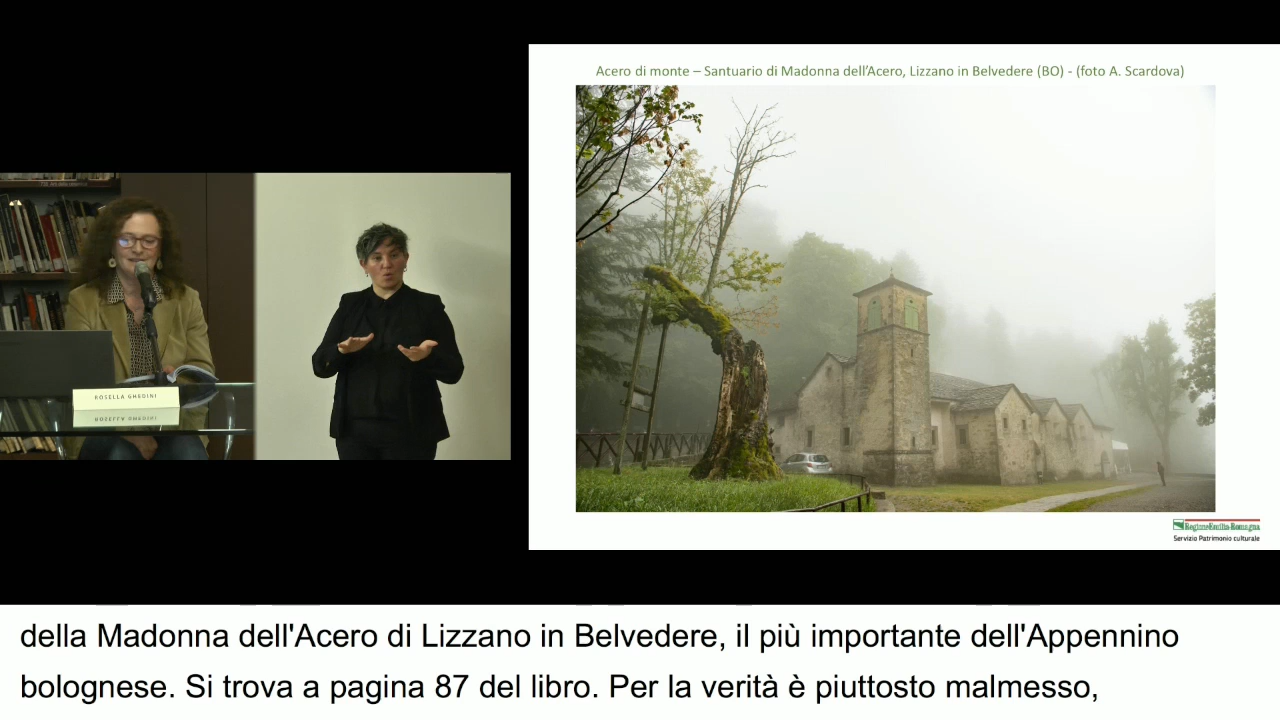 Acero di monte – Santuario di Madonna dell'Acero, Lizzano in Belvedere (BO) - (foto A. Scardova)
ROSELLA GHEDINI
RegioneEmilia-Romagna
Servizio Patrimonio culturale
della Madonna dell'Acero di Lizzano in Belvedere, il più importante dell'Appennino
bolognese. Si trova a pagina 87 del libro. Per la verità è piuttosto malmesso,